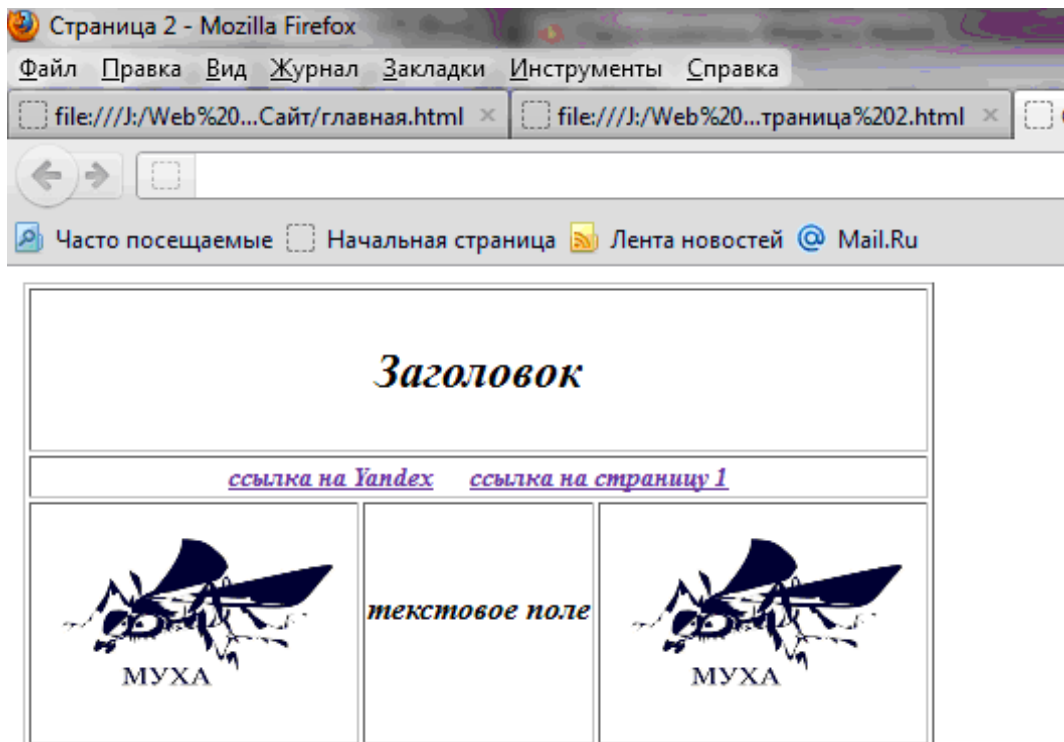 Страница 2 - Mozilla Firefox
Файл Правка Вид Журнал Закладки Инструменты Справка
file:///J:/Web%20...Сайт/главная.html × file:///J:/Web%20...траница%202.html ×
Часто посещаемые Начальная страница Лента новостей Mail.Ru
Заголовок
ссылка на Yandex ссылка на страницу 1
текстовое поле
МУХА МУХА